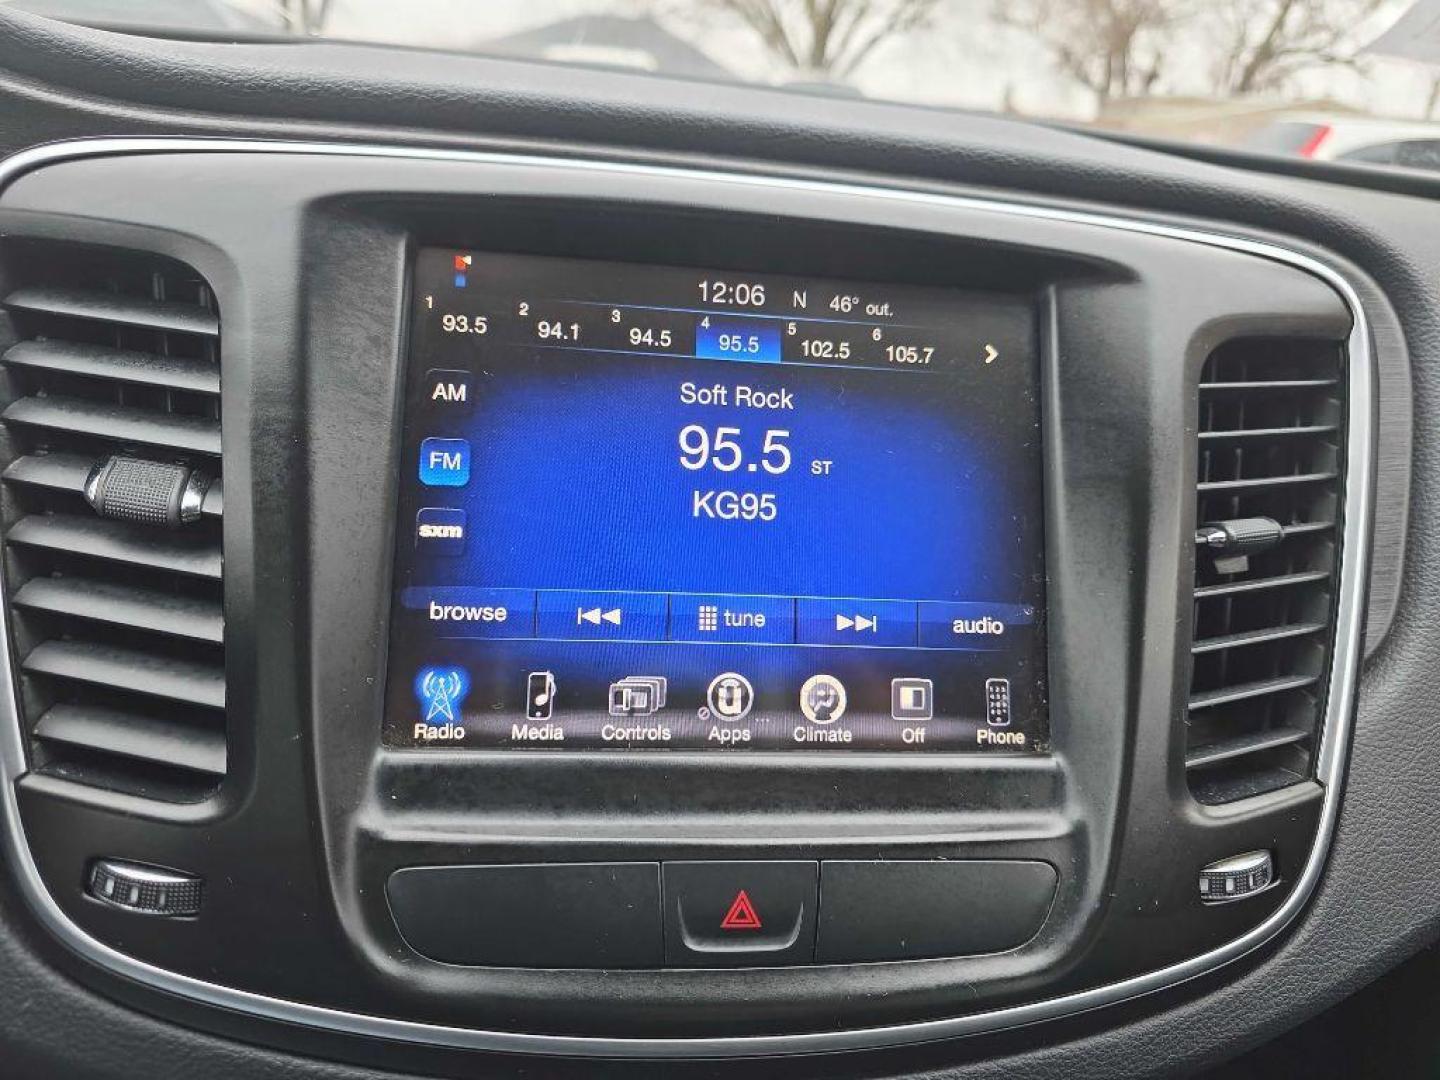 12:06 N 46° out.
1 93.5 2 94.1 3 94.5 4 95.5 5 102.5 6 105.7
AM
Soft Rock
FM
95.5 ST
KG95
sxm
browse tune audio
Radio Media Controls Apps Climate Off Phone